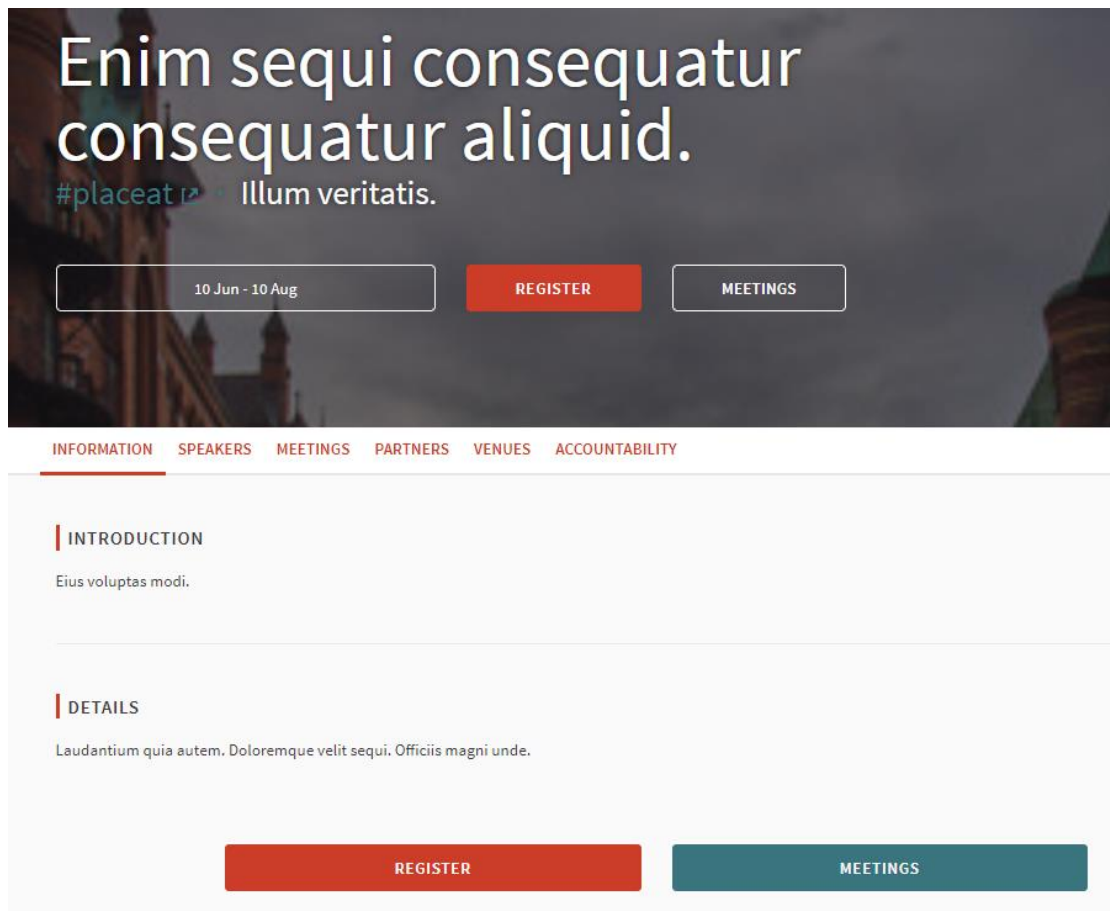 Enim sequi consequatur
consequatur aliquid.
#placeat Illum veritatis.
10 Jun - 10 Aug REGISTER MEETINGS
INFORMATION SPEAKERS MEETINGS PARTNERS VENUES ACCOUNTABILITY
INTRODUCTION
Eius voluptas modi.
DETAILS
Laudantium quia autem. Doloremque velit sequi. Officiis magni unde.
REGISTER MEETINGS